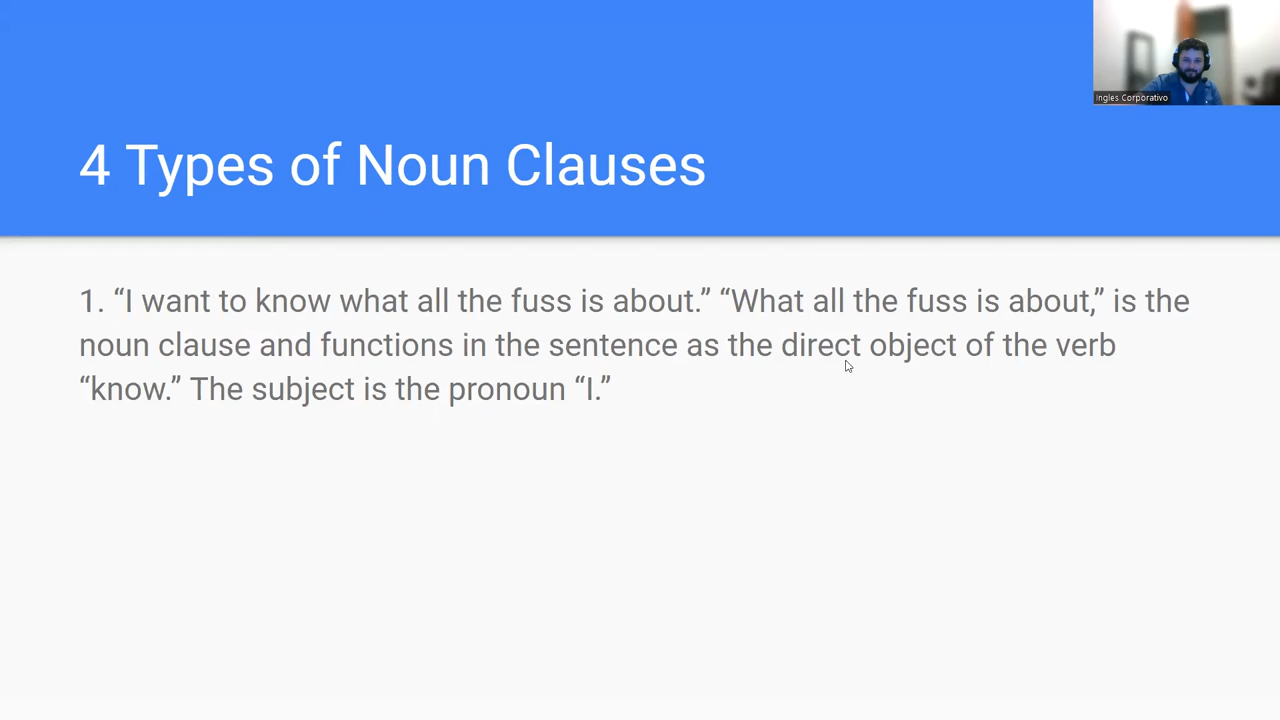 Ingles Corporativo
4 Types of Noun Clauses
1. “I want to know what all the fuss is about.” “What all the fuss is about,” is the
noun clause and functions in the sentence as the direct object of the verb
“know.” The subject is the pronoun “I.”